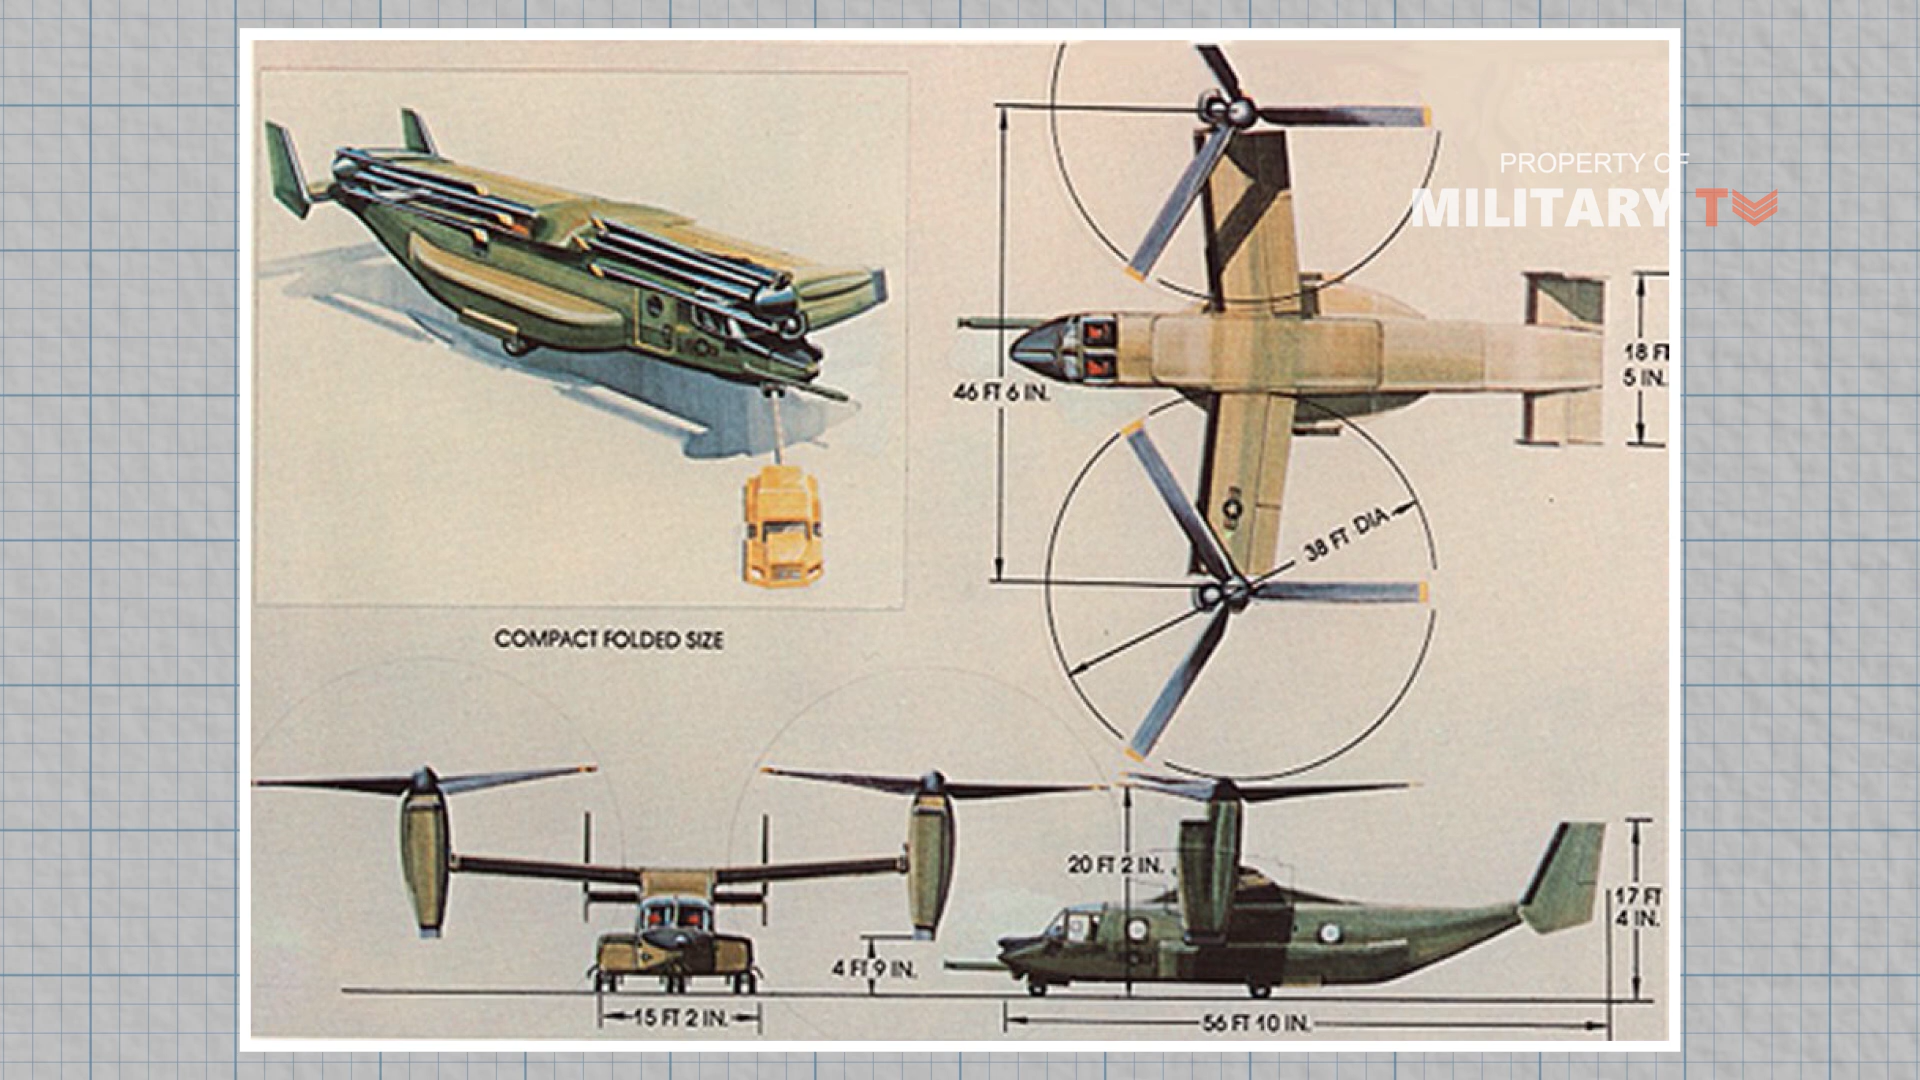 PROPERTY OF
MILITARY TV
46 FT 6 IN.
18 FT
5 IN.
38 FT DIA
COMPACT FOLDED SIZE
20 FT 2 IN.
17 FT
4 IN.
4 FT 9 IN.
15 FT 2 IN.
56 FT 10 IN.